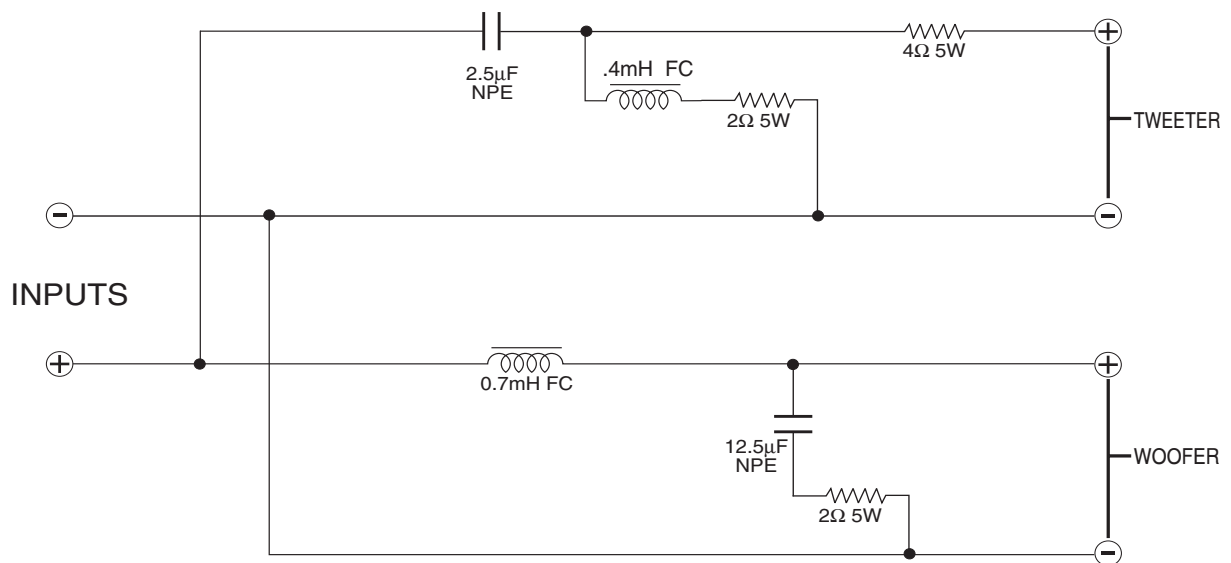 2.5µF
NPE
.4mH FC
2Ω 5W
4Ω 5W
+
TWEETER
-
-
INPUTS
+
0.7mH FC
12.5µF
NPE
2Ω 5W
+
WOOFER
-